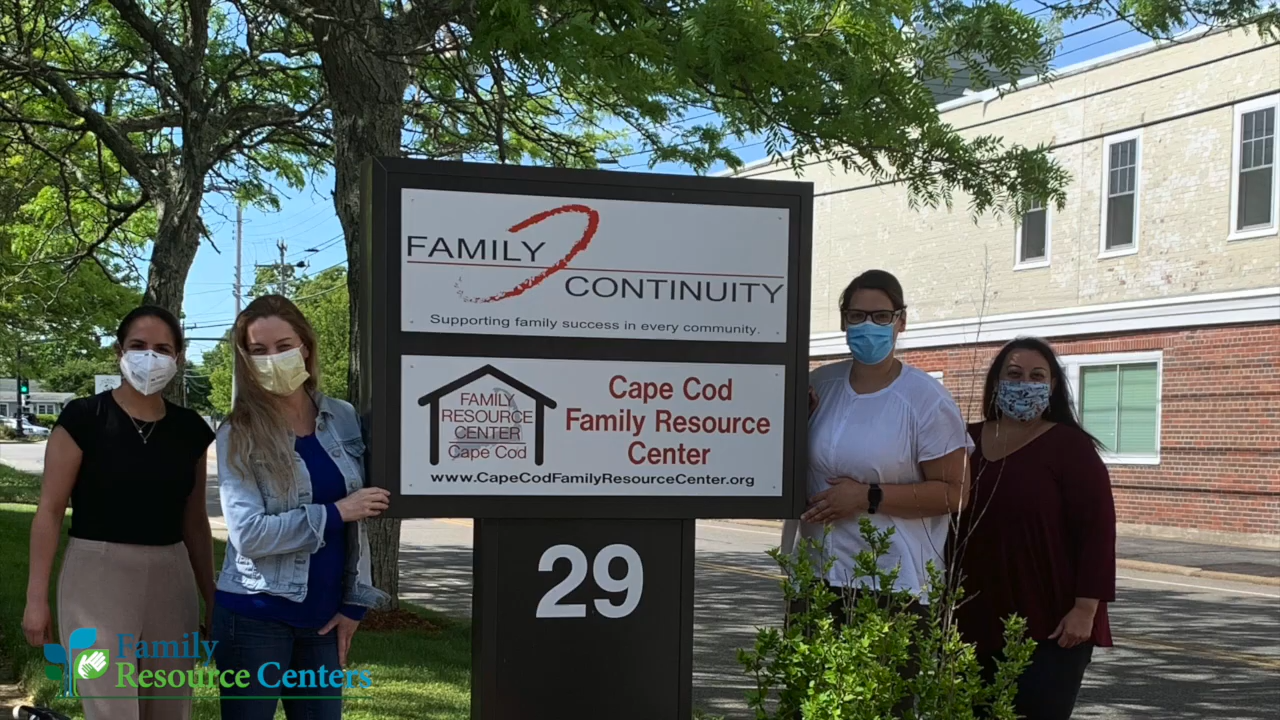 FAMILY
CONTINUITY
Supporting family success in every community.
FAMILY
RESOURCE
CENTER
Cape Cod
Cape Cod
Family Resource
Center
www.CapeCodFamilyResourceCenter.org
29
Family
Resource Centers